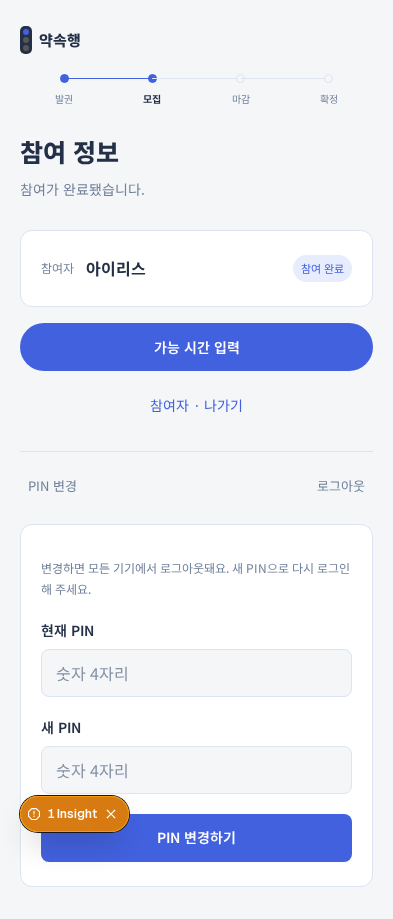 약속행
발권
모집
마감
확정
참여 정보
참여가 완료됐습니다.
참여자 아이리스 참여 완료
가능 시간 입력
참여자 · 나가기
PIN 변경 로그아웃
변경하면 모든 기기에서 로그아웃돼요. 새 PIN으로 다시 로그인
해 주세요.
현재 PIN
숫자 4자리
새 PIN
숫자 4자리
1 Insight
PIN 변경하기